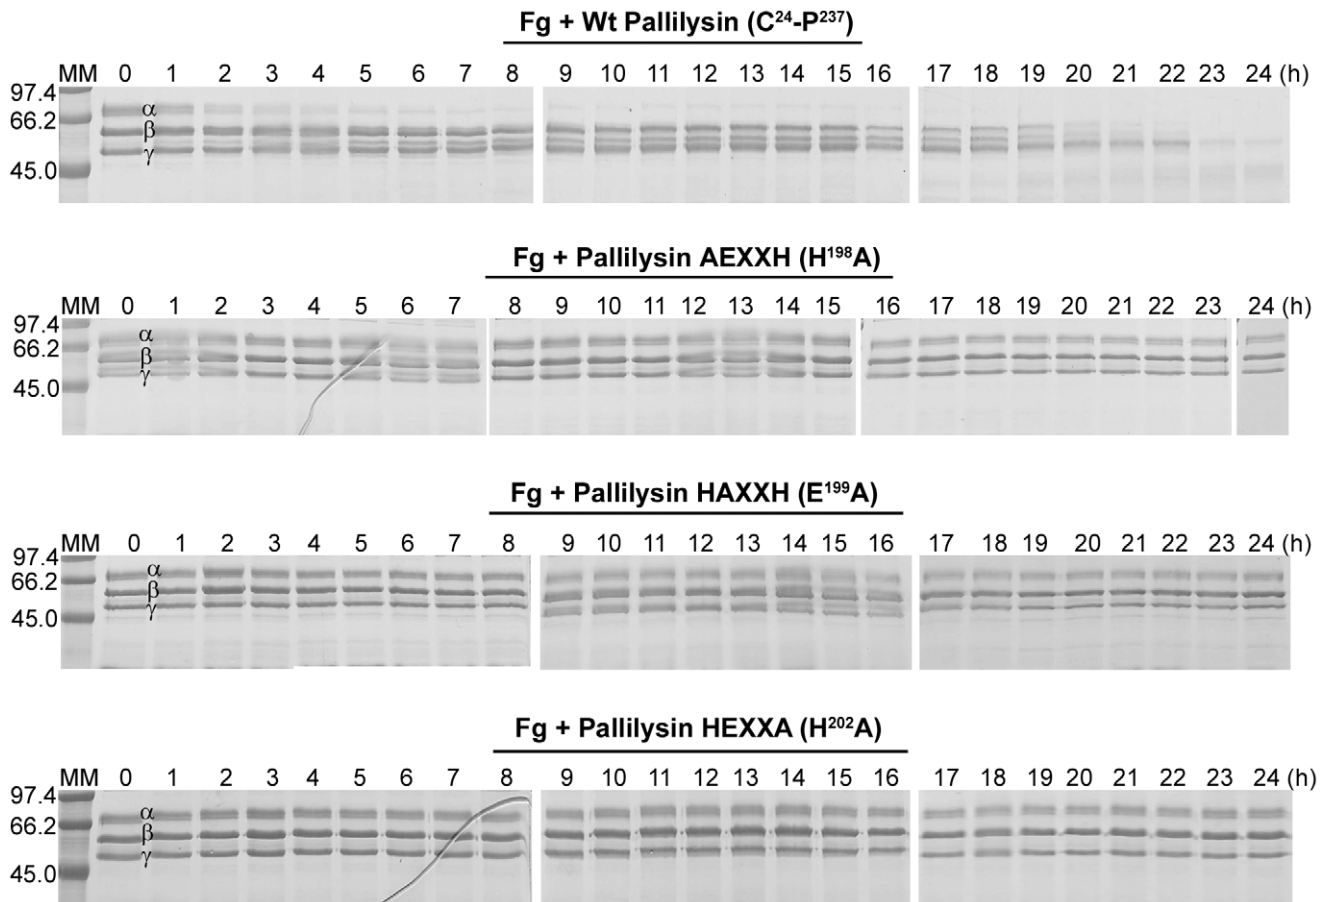 Fg + Wt Pallilysin (C²⁴-P²³⁷)
MM 0 1 2 3 4 5 6 7 8 9 10 11 12 13 14 15 16 17 18 19 20 21 22 23 24 (h)
97.4
α
66.2
β
γ
45.0
Fg + Pallilysin AEXXH (H¹⁹⁸A)
MM 0 1 2 3 4 5 6 7 8 9 10 11 12 13 14 15 16 17 18 19 20 21 22 23 24 (h)
97.4
α
66.2
β
γ
45.0
Fg + Pallilysin HAXXH (E¹⁹⁹A)
MM 0 1 2 3 4 5 6 7 8 9 10 11 12 13 14 15 16 17 18 19 20 21 22 23 24 (h)
97.4
α
66.2
β
γ
45.0
Fg + Pallilysin HEXXA (H²⁰²A)
MM 0 1 2 3 4 5 6 7 8 9 10 11 12 13 14 15 16 17 18 19 20 21 22 23 24 (h)
97.4
α
66.2
β
γ
45.0